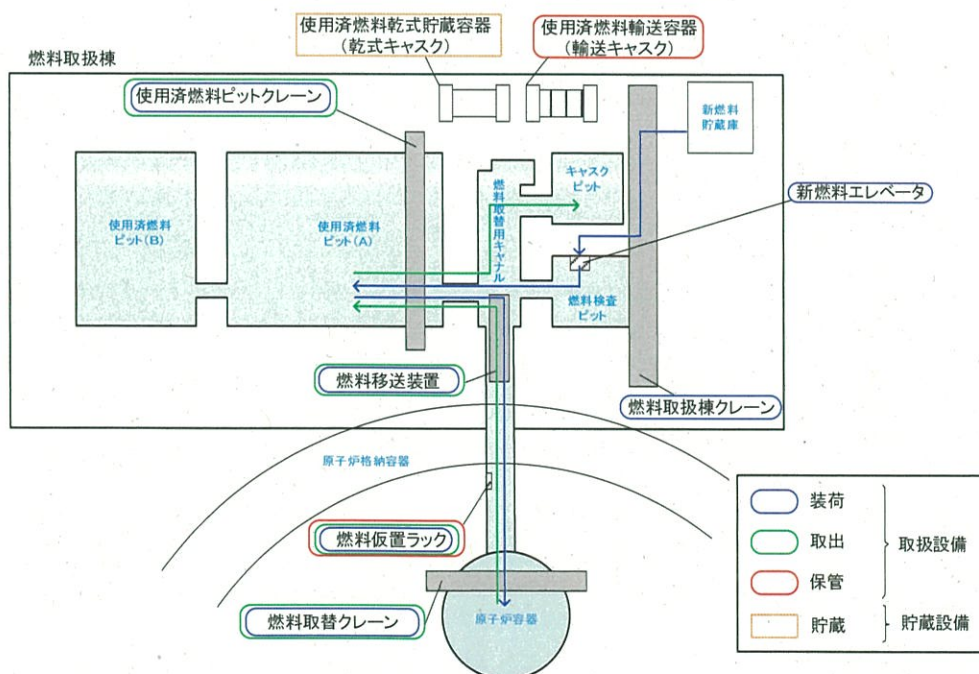 使用済燃料乾式貯蔵容器
(乾式キャスク)
使用済燃料輸送容器
(輸送キャスク)
燃料取扱棟
使用済燃料ピットクレーン
新燃料
貯蔵庫
キャスク
ピット
新燃料エレベータ
燃料取替用キャナル
使用済燃料
ピット(B)
使用済燃料
ピット(A)
燃料検査
ピット
燃料移送装置
燃料取扱棟クレーン
原子炉格納容器
燃料仮置ラック
燃料取替クレーン
原子炉容器
装荷
取出
保管
取扱設備
貯蔵
貯蔵設備